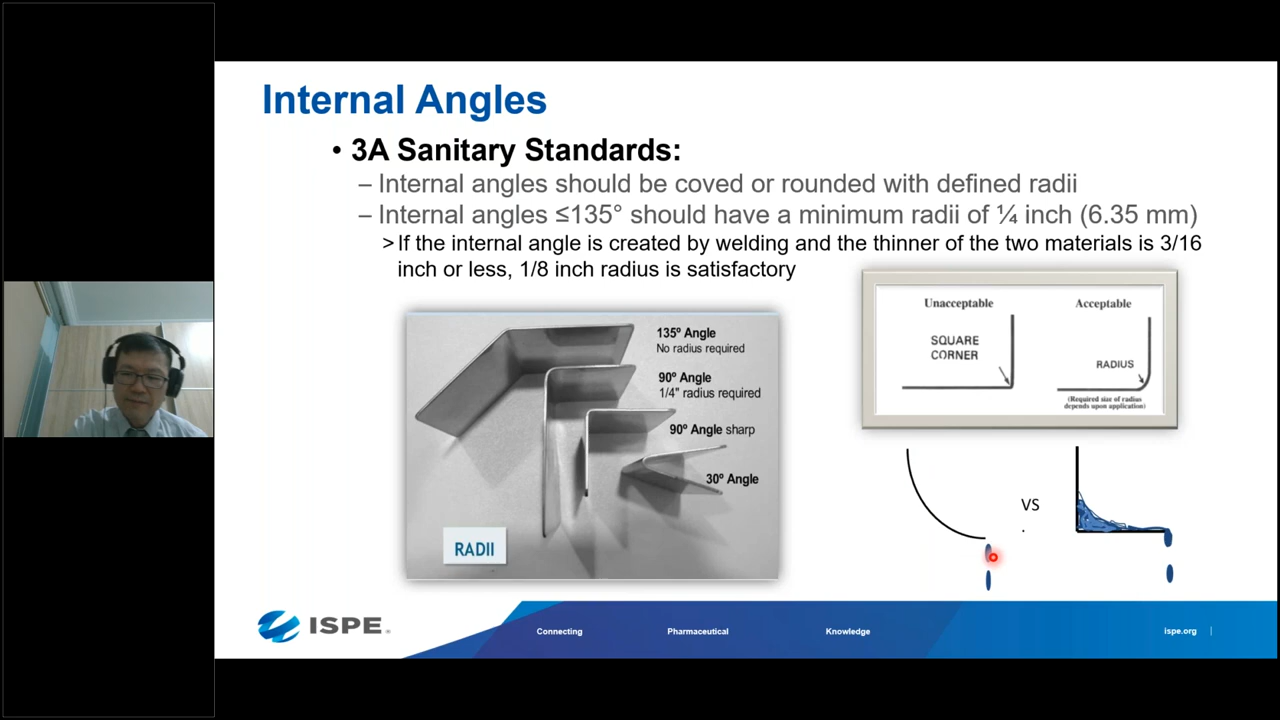 Internal Angles
• 3A Sanitary Standards:
– Internal angles should be coved or rounded with defined radii
– Internal angles ≤135° should have a minimum radii of ¼ inch (6.35 mm)
> If the internal angle is created by welding and the thinner of the two materials is 3/16
inch or less, 1/8 inch radius is satisfactory
135º Angle
No radius required
90º Angle
1/4" radius required
90º Angle sharp
30º Angle
RADII
Unacceptable
SQUARE
CORNER
Acceptable
RADIUS
(Required size of radius
depends upon application)
VS
.
ISPE®
Connecting
Pharmaceutical
Knowledge
ispe.org |